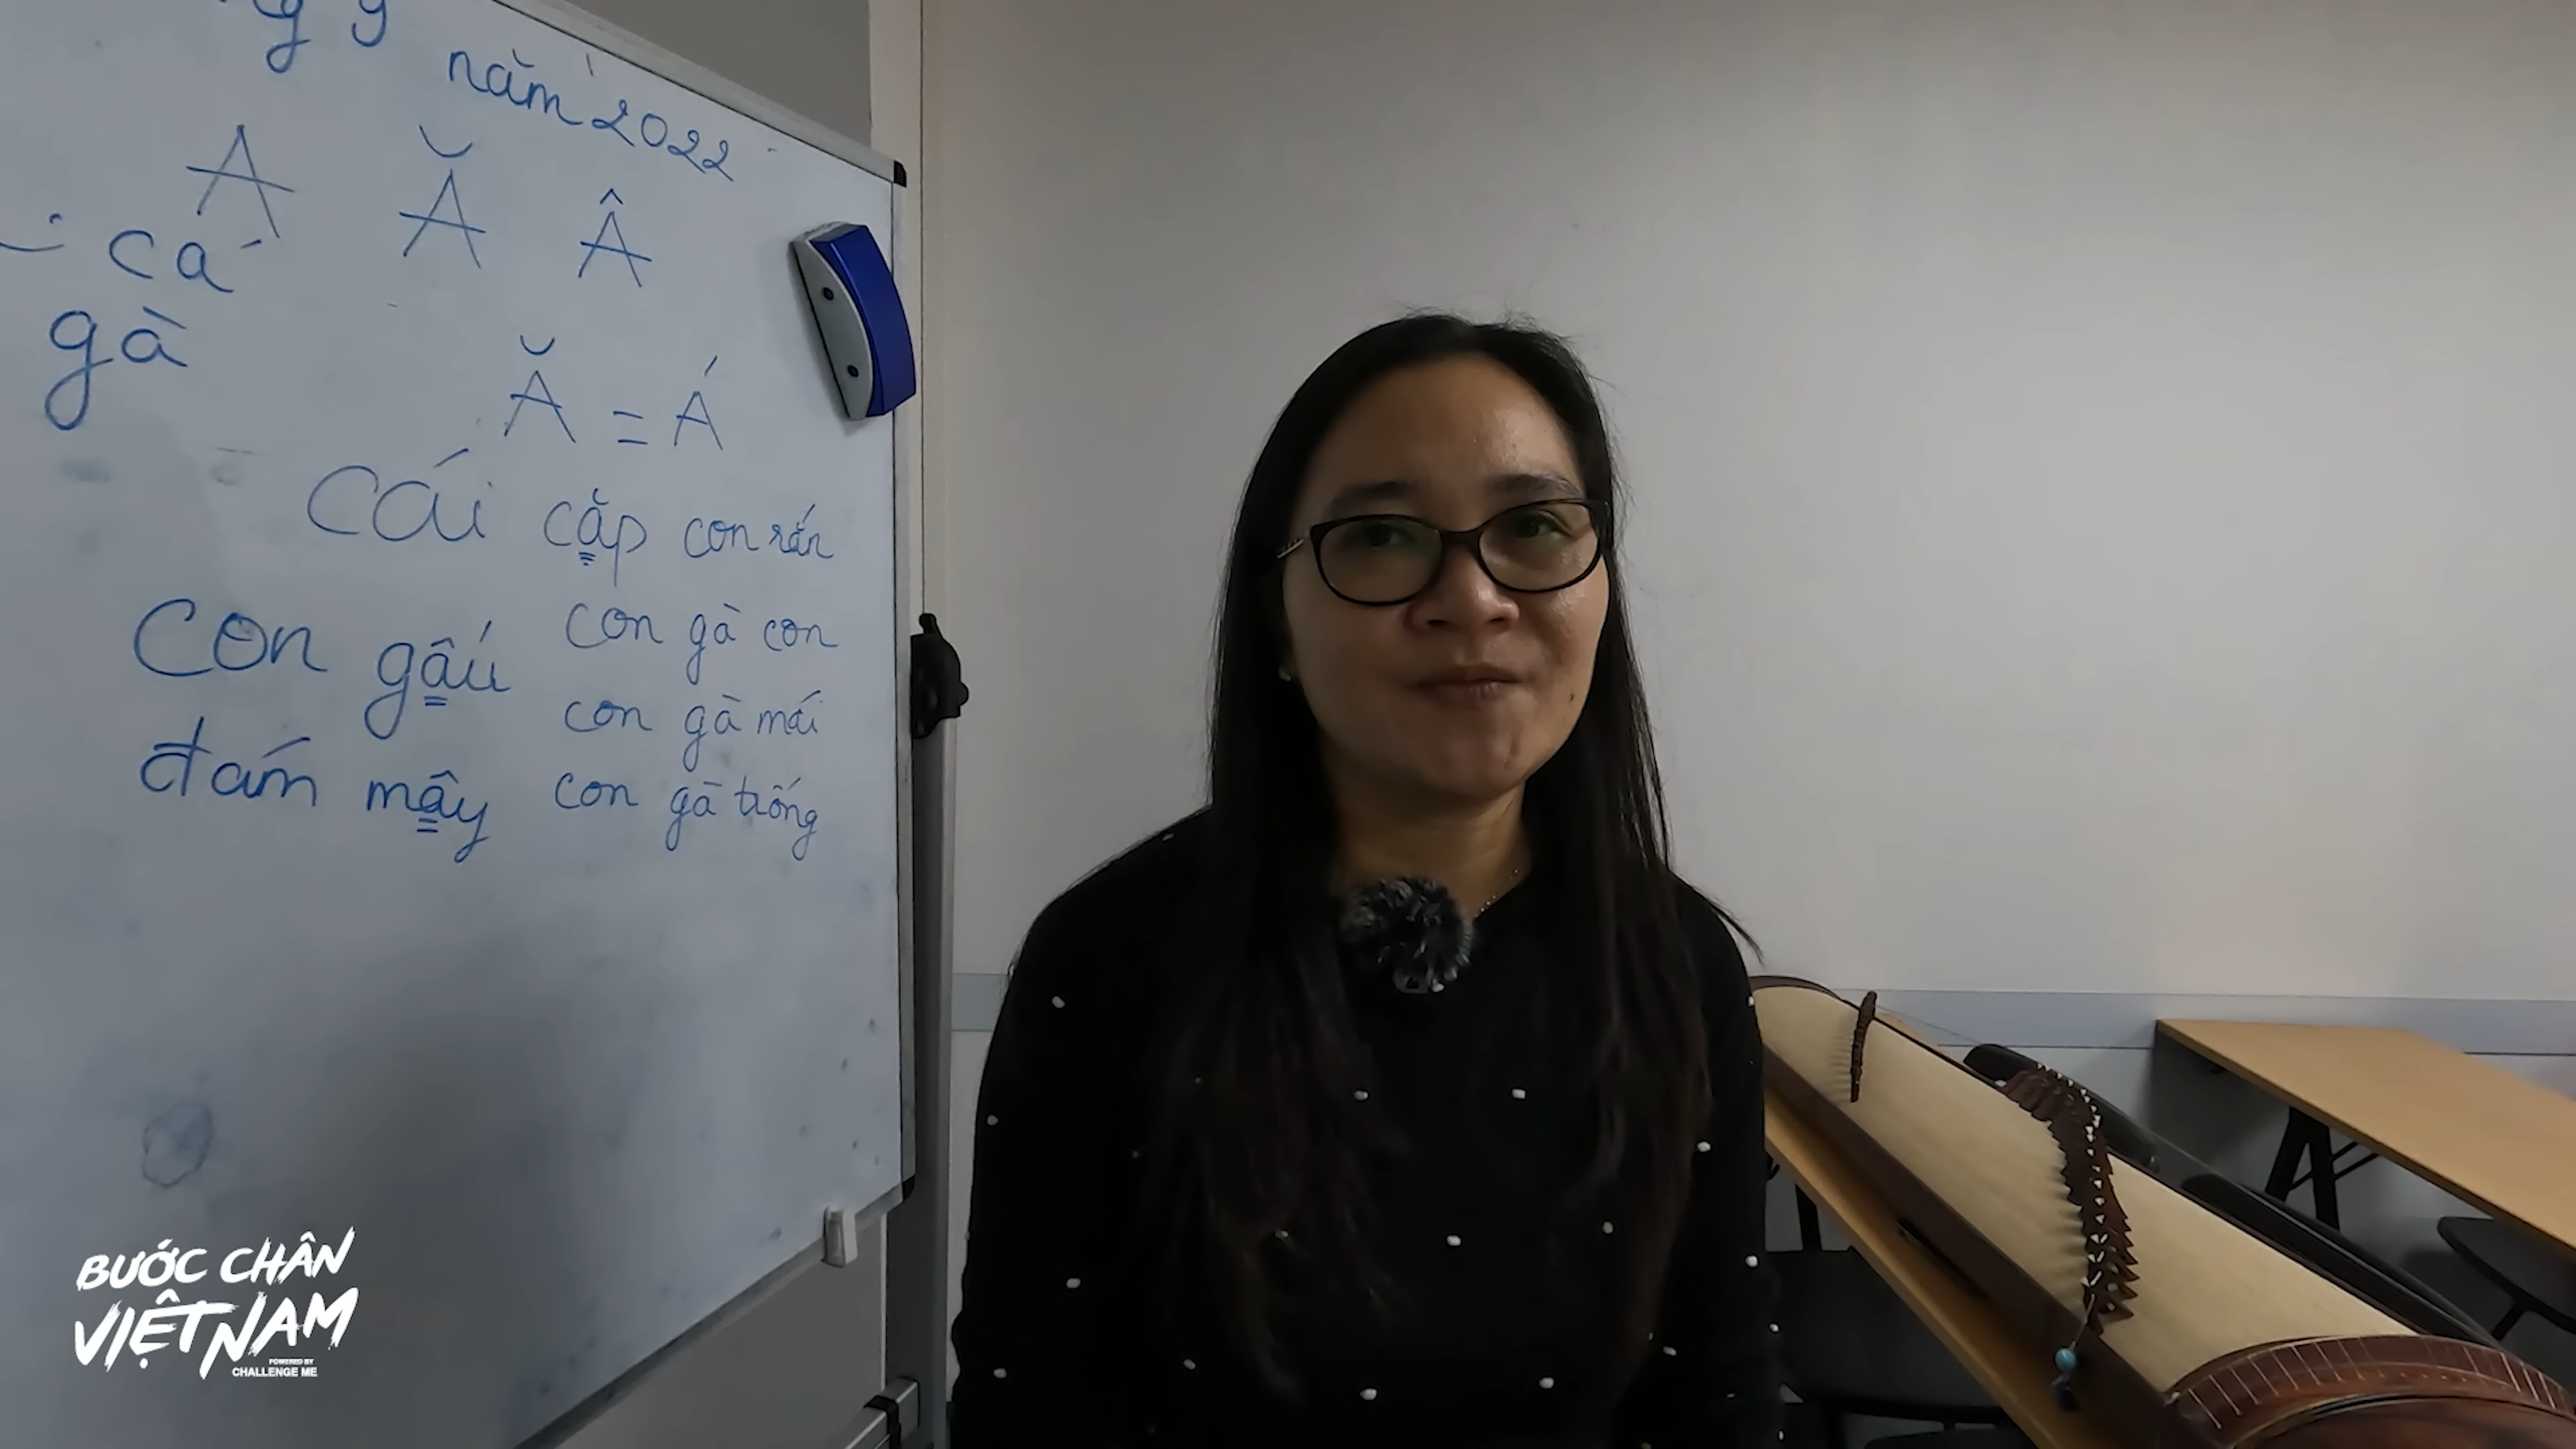 năm 2022
A Ă Â
cá
gà
Ă = Á
cái cặp con rắn
con gấu con gà con
con gà mái
đám mây con gà trống
BƯỚC CHÂN
VIỆT NAM
POWERED BY
CHALLENGE ME